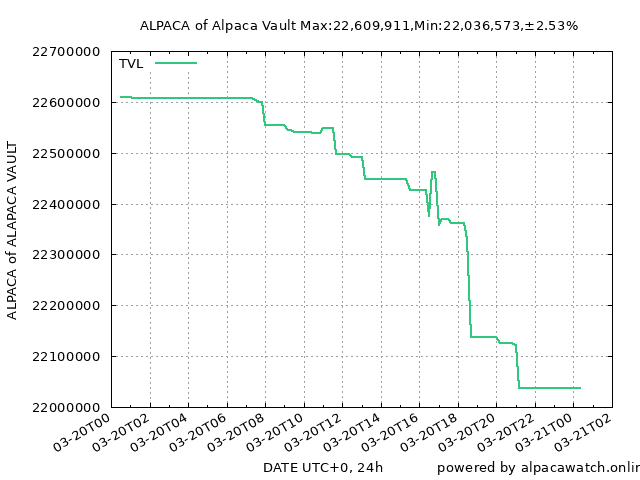 ALPACA of Alpaca Vault Max:22,609,911,Min:22,036,573,±2.53%
TVL
22700000
22600000
22500000
22400000
22300000
22200000
22100000
22000000
ALPACA of ALAPACA VAULT
03-20T00
03-20T02
03-20T04
03-20T06
03-20T08
03-20T10
03-20T12
03-20T14
03-20T16
03-20T18
03-20T20
03-20T22
03-21T00
03-21T02
DATE UTC+0, 24h
powered by alpacawatch.onlin